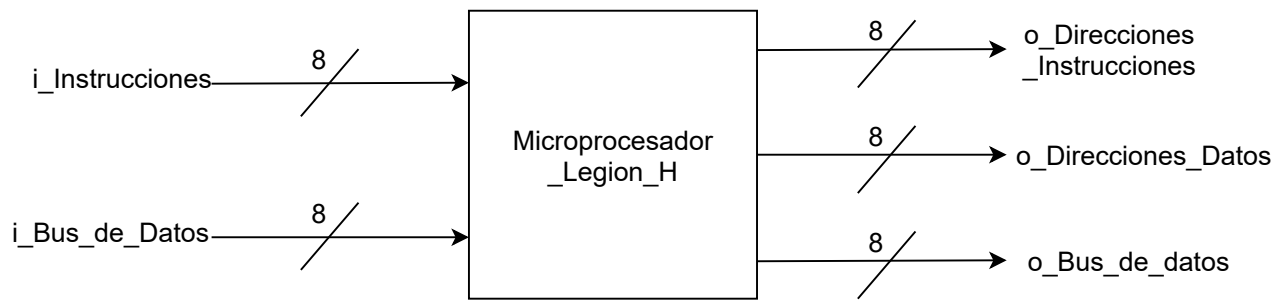 8
i_Instrucciones
8
i_Bus_de_Datos
Microprocesador
_Legion_H
8
o_Direcciones
_Instrucciones
8
o_Direcciones_Datos
8
o_Bus_de_datos